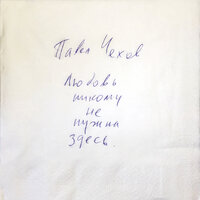 Павел Чехов
Любовь
никому
не
нужна
здесь.